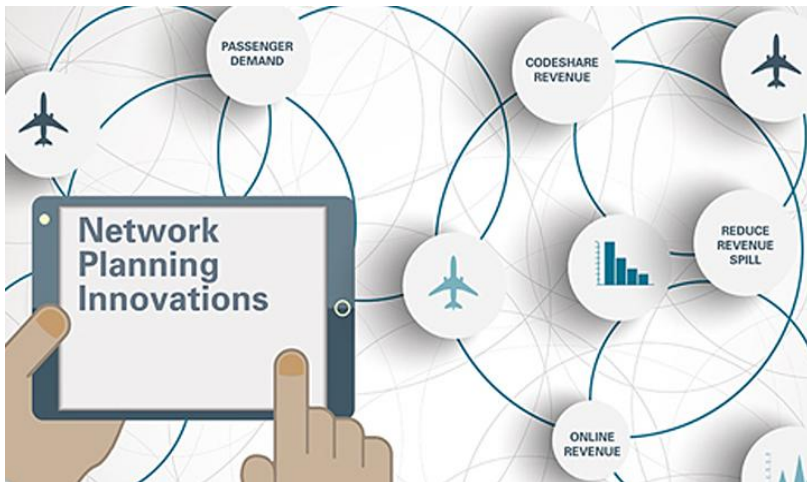 PASSENGER
DEMAND
CODESHARE
REVENUE
Network
Planning
Innovations
REDUCE
REVENUE
SPILL
ONLINE
REVENUE